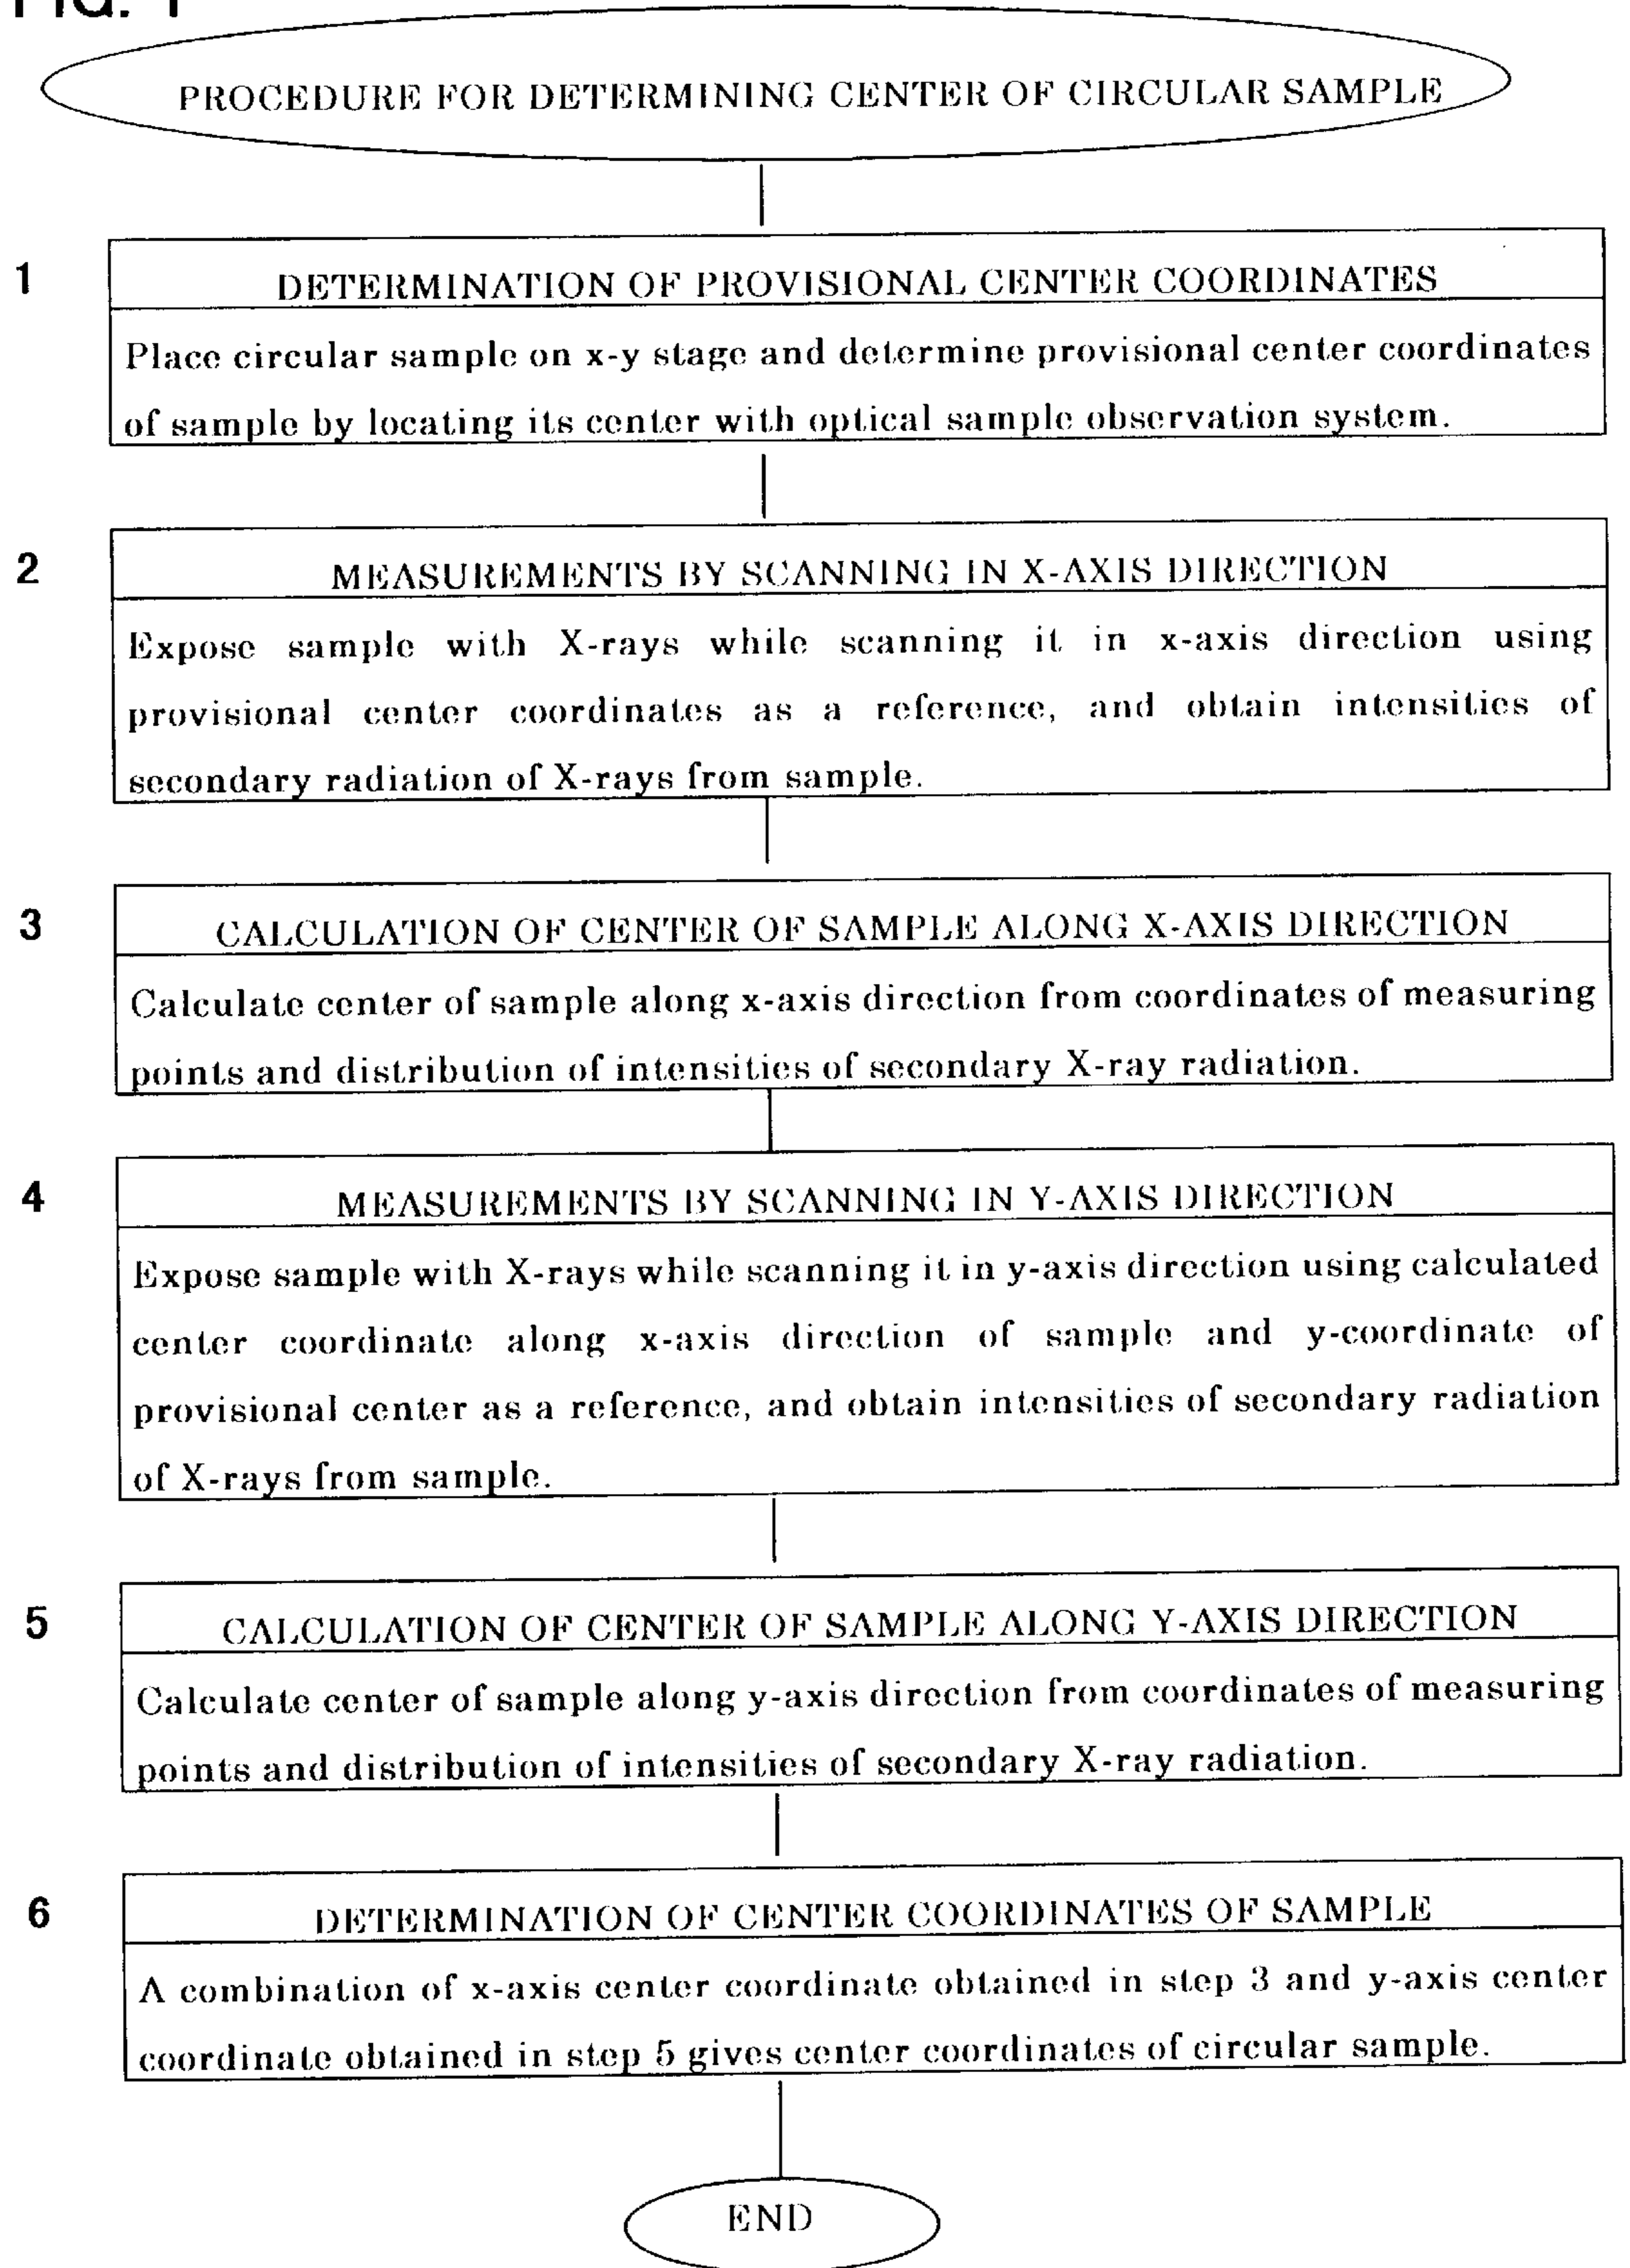 FIG. 1
PROCEDURE FOR DETERMINING CENTER OF CIRCULAR SAMPLE
1
DETERMINATION OF PROVISIONAL CENTER COORDINATES
Place circular sample on x-y stage and determine provisional center coordinates
of sample by locating its center with optical sample observation system.
2
MEASUREMENTS BY SCANNING IN X-AXIS DIRECTION
Expose sample with X-rays while scanning it in x-axis direction using
provisional center coordinates as a reference, and obtain intensities of
secondary radiation of X-rays from sample.
3
CALCULATION OF CENTER OF SAMPLE ALONG X-AXIS DIRECTION
Calculate center of sample along x-axis direction from coordinates of measuring
points and distribution of intensities of secondary X-ray radiation.
4
MEASUREMENTS BY SCANNING IN Y-AXIS DIRECTION
Expose sample with X-rays while scanning it in y-axis direction using calculated
center coordinate along x-axis direction of sample and y-coordinate of
provisional center as a reference, and obtain intensities of secondary radiation
of X-rays from sample.
5
CALCULATION OF CENTER OF SAMPLE ALONG Y-AXIS DIRECTION
Calculate center of sample along y-axis direction from coordinates of measuring
points and distribution of intensities of secondary X-ray radiation.
6
DETERMINATION OF CENTER COORDINATES OF SAMPLE
A combination of x-axis center coordinate obtained in step 3 and y-axis center
coordinate obtained in step 5 gives center coordinates of circular sample.
END